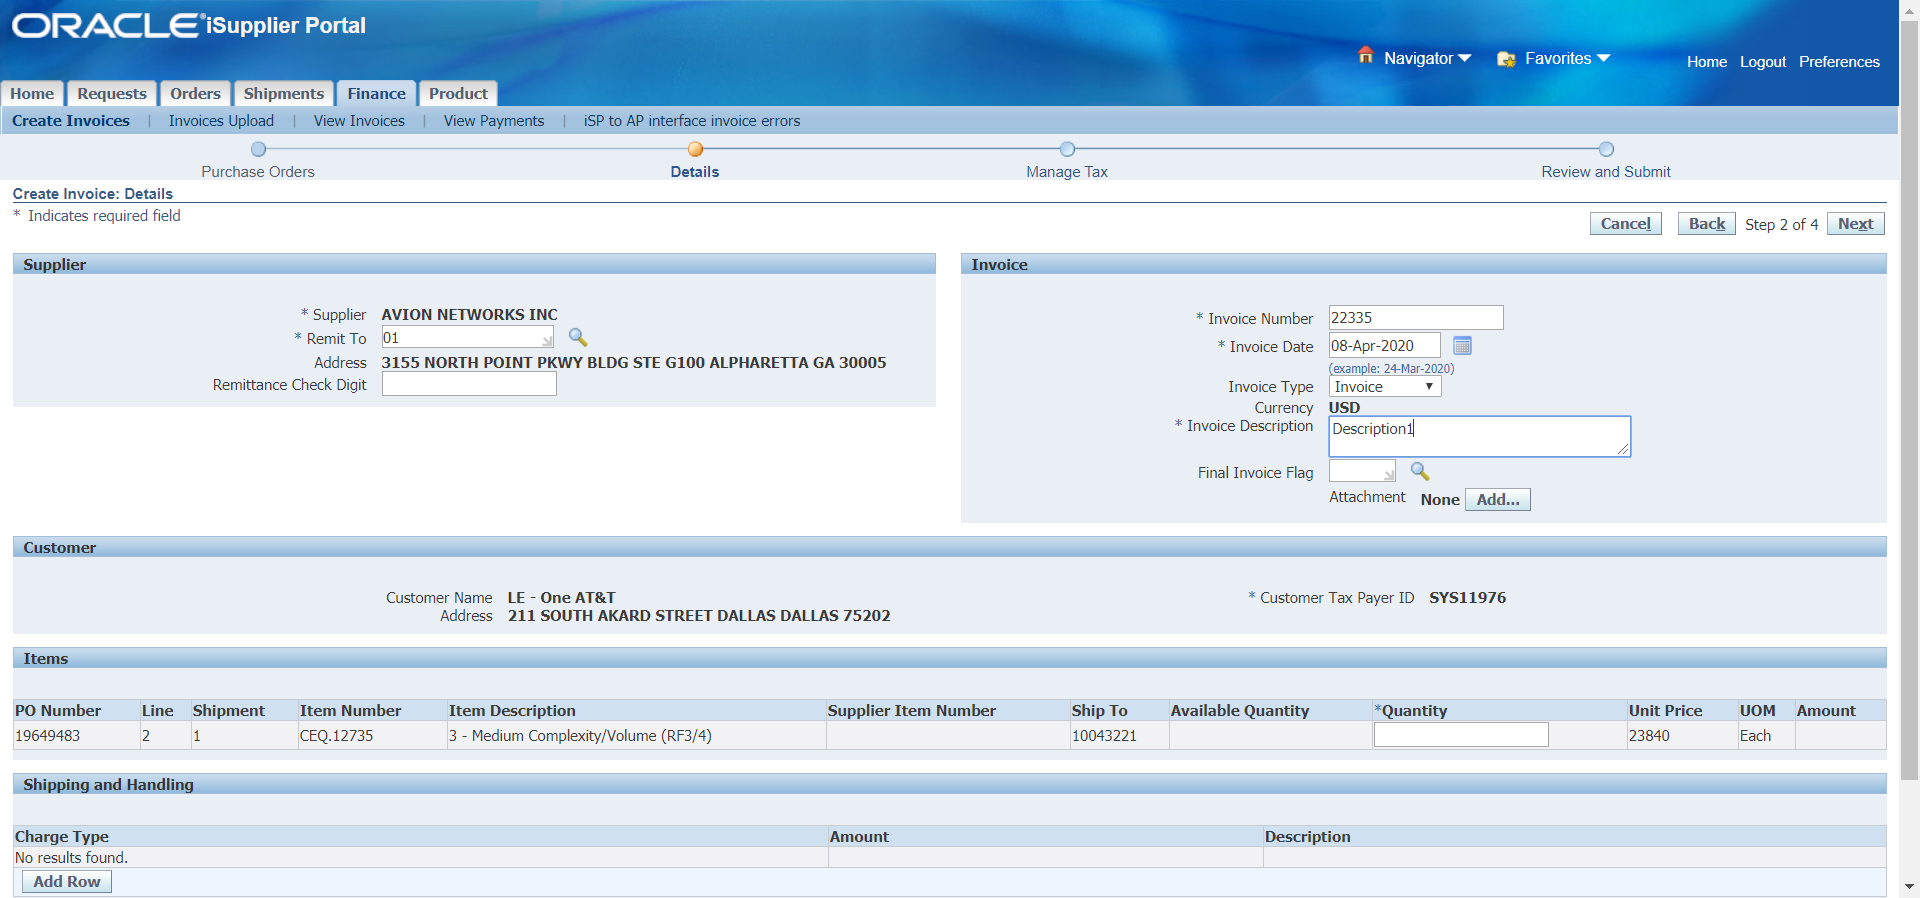 ORACLE® iSupplier Portal
Navigator Favorites Home Logout Preferences
Home Requests Orders Shipments Finance Product
Create Invoices | Invoices Upload | View Invoices | View Payments | iSP to AP interface invoice errors
Purchase Orders Details Manage Tax Review and Submit
Create Invoice: Details
* Indicates required field
Cancel Back Step 2 of 4 Next
Supplier
* Supplier AVION NETWORKS INC
* Remit To 01
Address 3155 NORTH POINT PKWY BLDG STE G100 ALPHARETTA GA 30005
Remittance Check Digit
Invoice
* Invoice Number 22335
* Invoice Date 08-Apr-2020
(example: 24-Mar-2020)
Invoice Type Invoice
Currency USD
* Invoice Description Description1
Final Invoice Flag
Attachment None Add...
Customer
Customer Name LE - One AT&T
Address 211 SOUTH AKARD STREET DALLAS DALLAS 75202
* Customer Tax Payer ID SYS11976
Items
PO Number Line Shipment Item Number Item Description Supplier Item Number Ship To Available Quantity *Quantity Unit Price UOM Amount
19649483 2 1 CEQ.12735 3 - Medium Complexity/Volume (RF3/4) 10043221 23840 Each
Shipping and Handling
Charge Type Amount Description
No results found.
Add Row